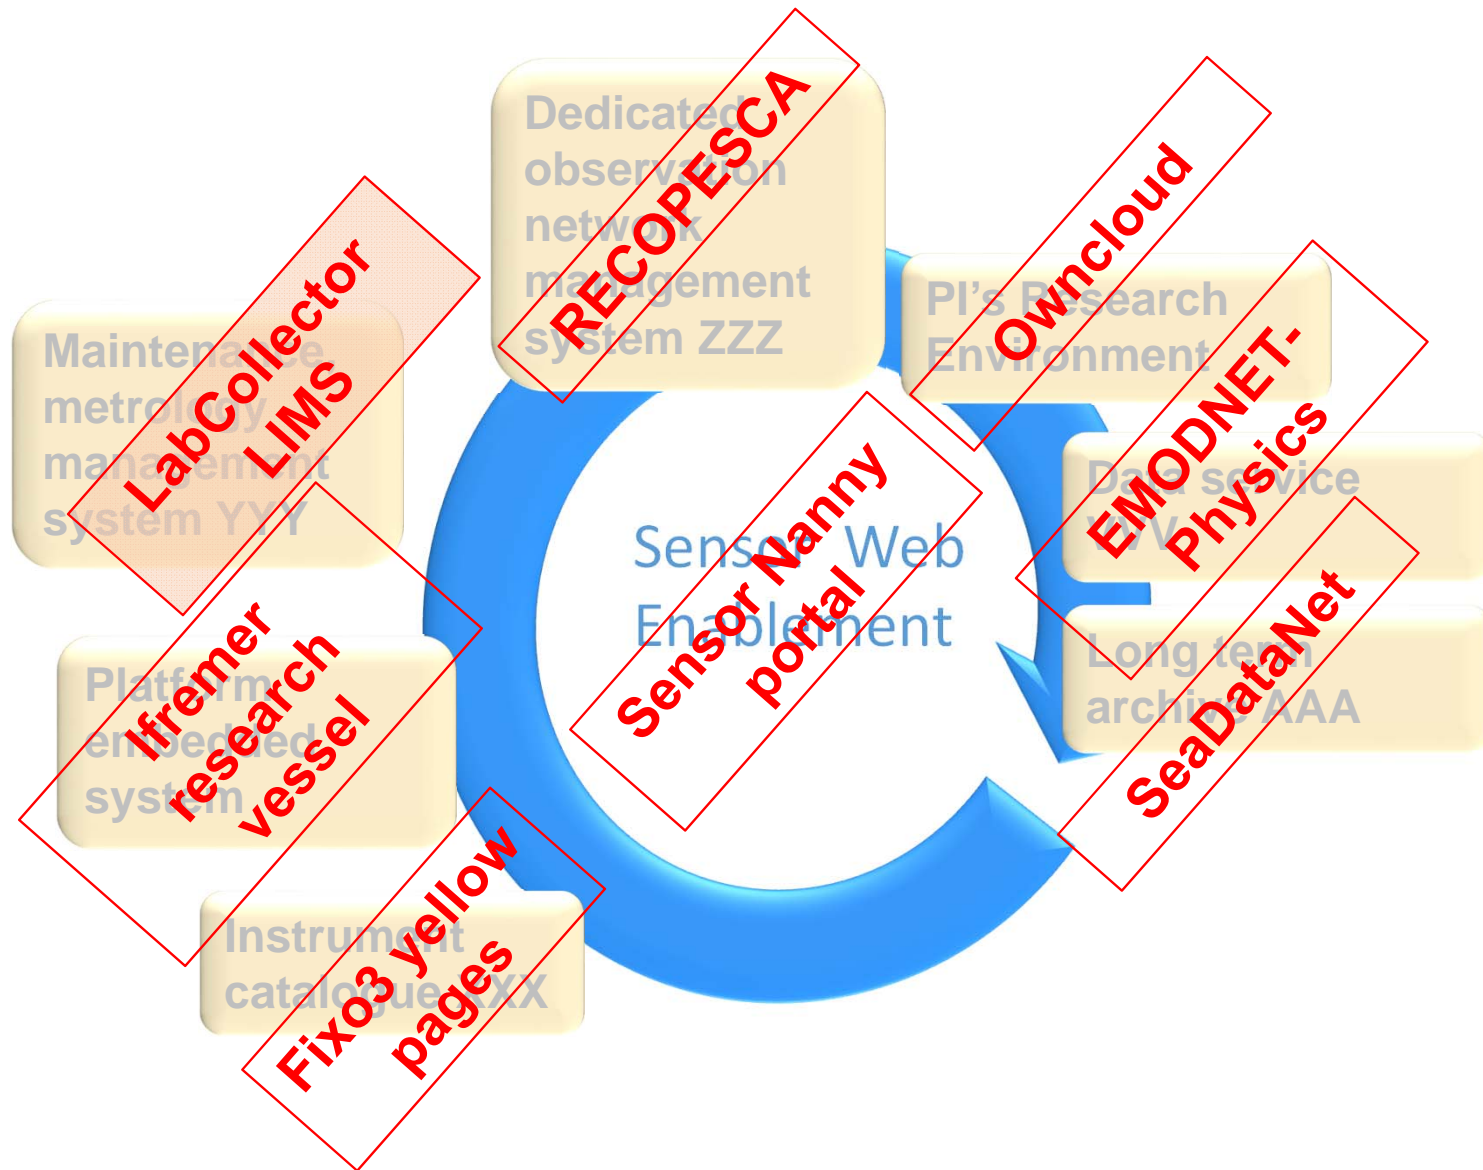 Dedicated
observation
network
management
system ZZZ
RECOPESCA
PI's Research
Environment
Owncloud
Maintenance,
metrology
management
system YYY
LabCollector
LIMS
Data service
VVV
EMODNET-
Physics
Sensor Web
Enablement
Sensor Nanny
portal
Long term
archive AAA
SeaDataNet
Platform
embedded
system
Ifremer
research
vessel
Instrument
catalogue XXX
Fixo3 yellow
pages